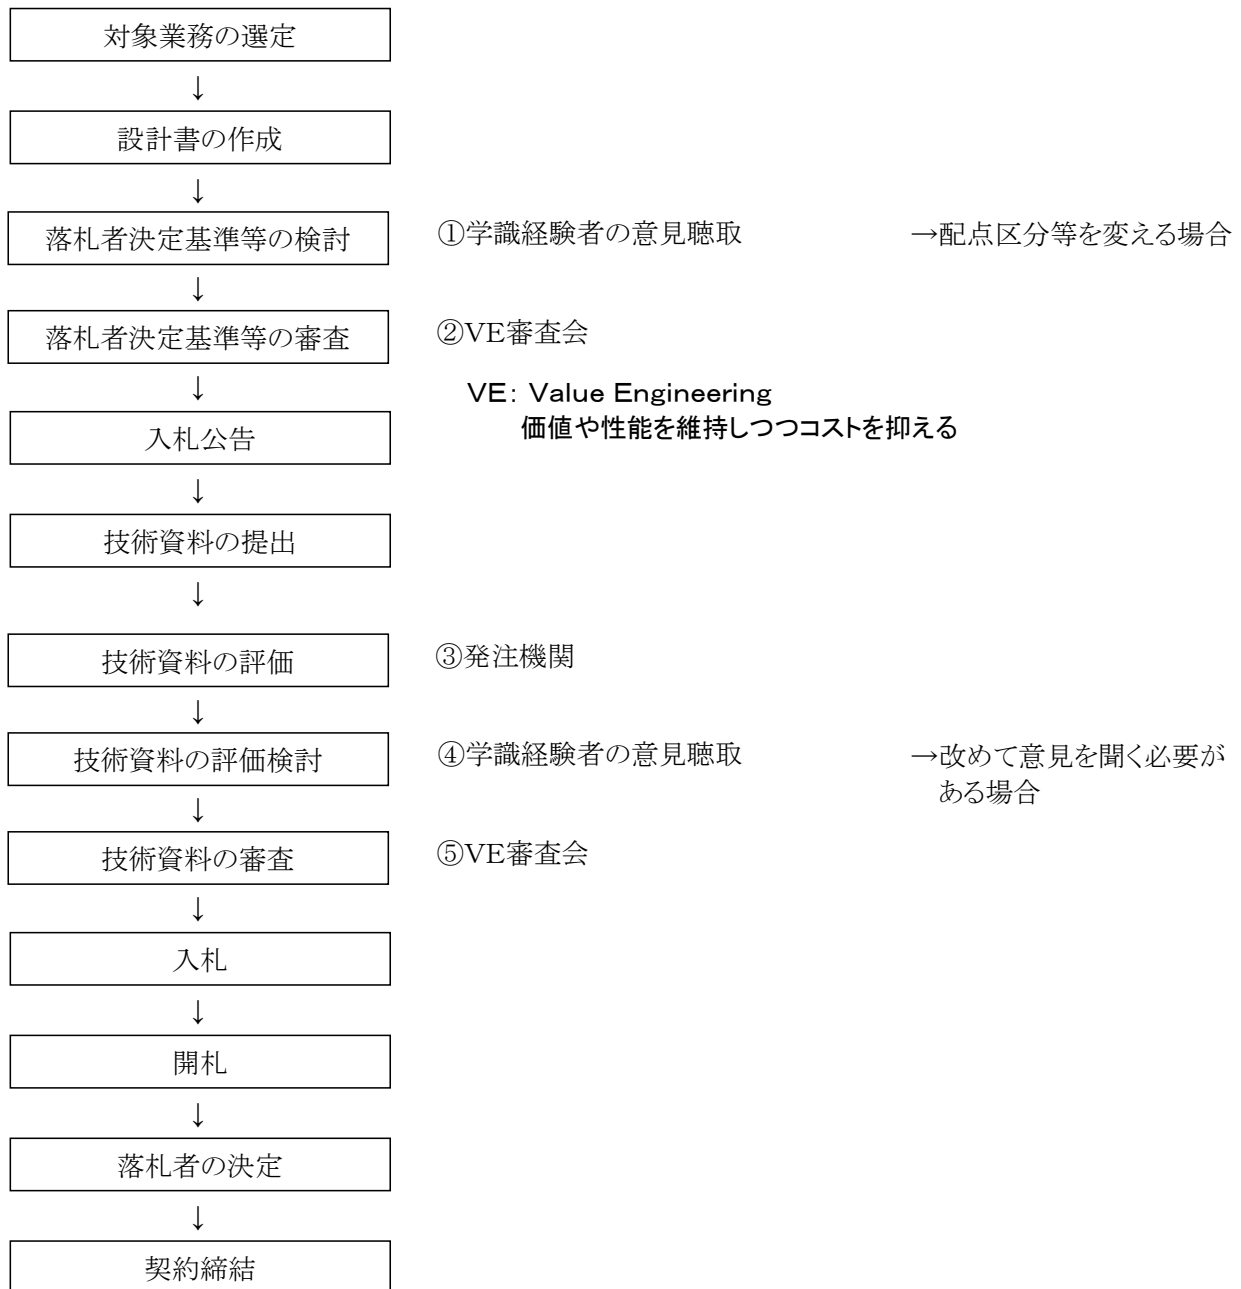 対象業務の選定
↓
設計書の作成
↓
落札者決定基準等の検討 ①学識経験者の意見聴取 →配点区分等を変える場合
↓
落札者決定基準等の審査 ②VE審査会
↓
VE: Value Engineering
価値や性能を維持しつつコストを抑える
入札公告
↓
技術資料の提出
↓
技術資料の評価 ③発注機関
↓
技術資料の評価検討 ④学識経験者の意見聴取 →改めて意見を聞く必要が
ある場合
↓
技術資料の審査 ⑤VE審査会
↓
入札
↓
開札
↓
落札者の決定
↓
契約締結